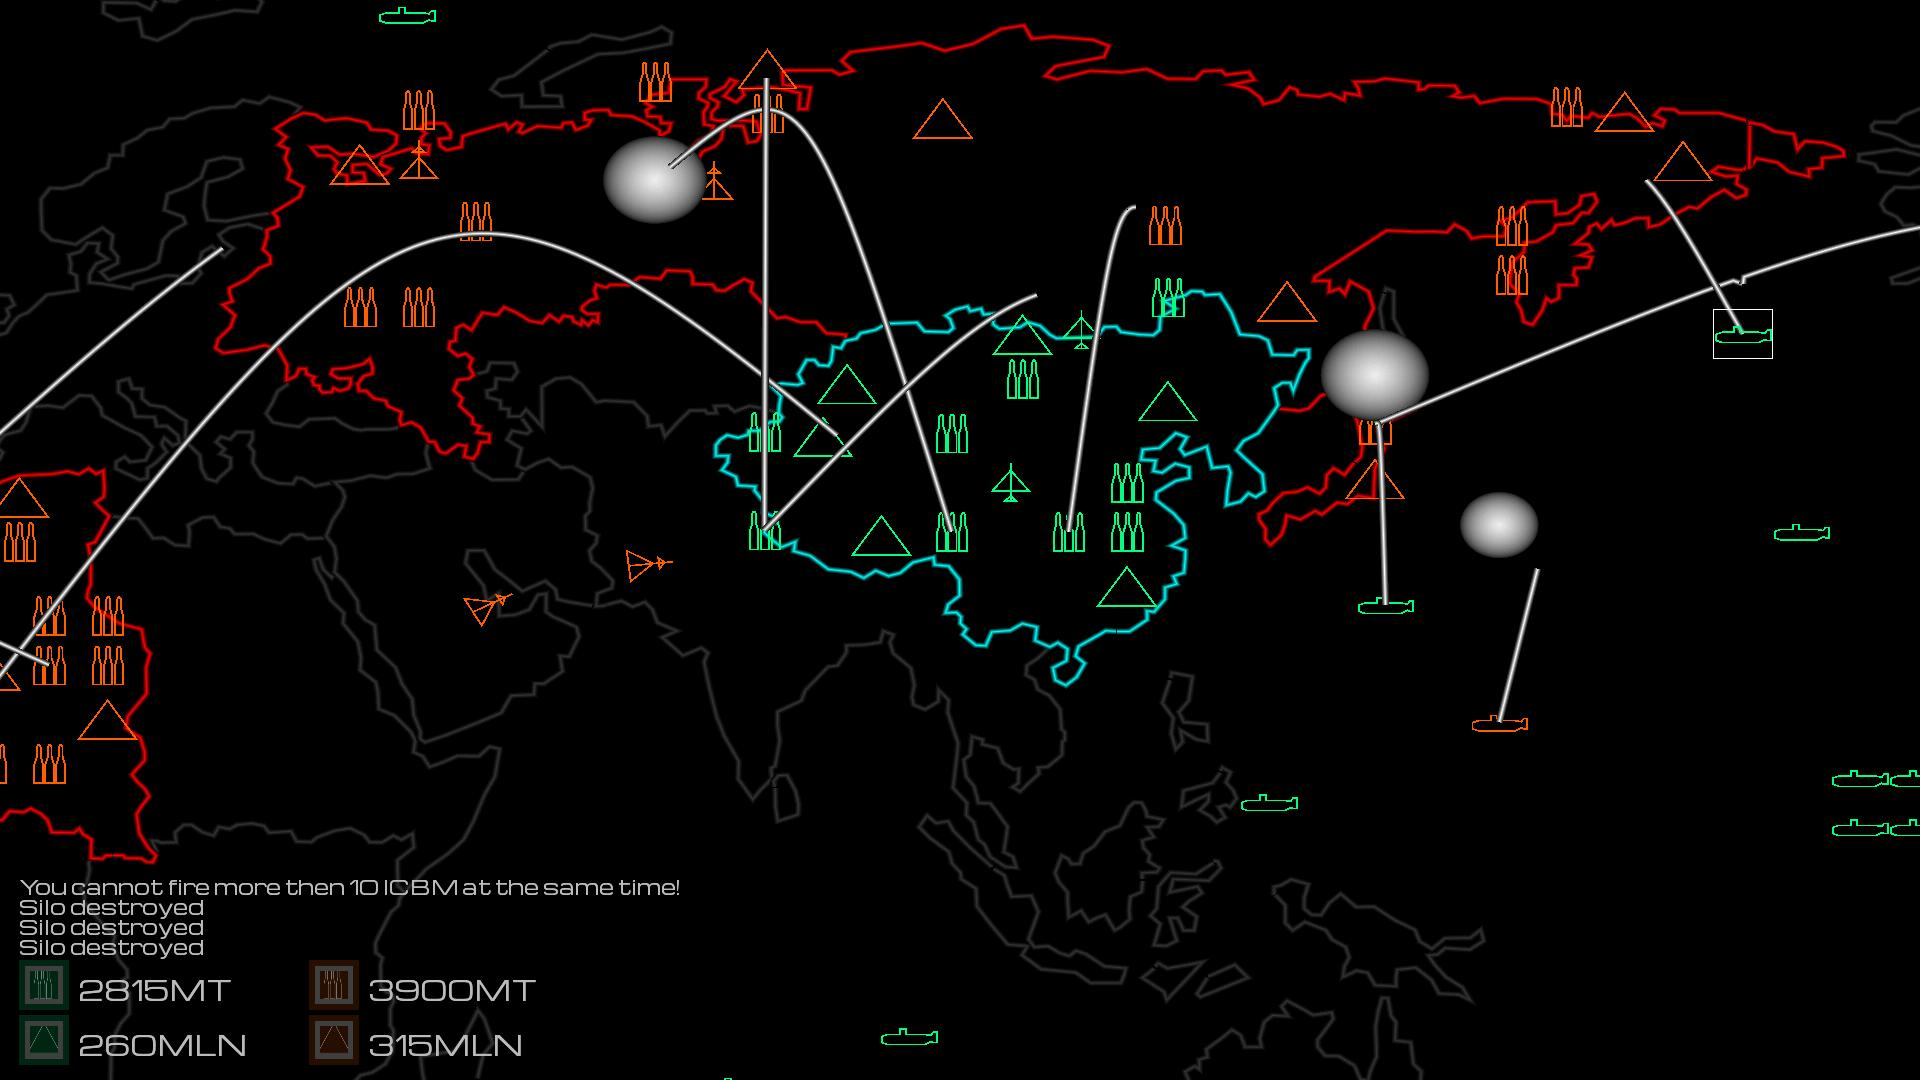 You cannot fire more then 10 ICBM at the same time!
Silo destroyed
Silo destroyed
Silo destroyed
2815MT 3900MT
260MLN 315MLN